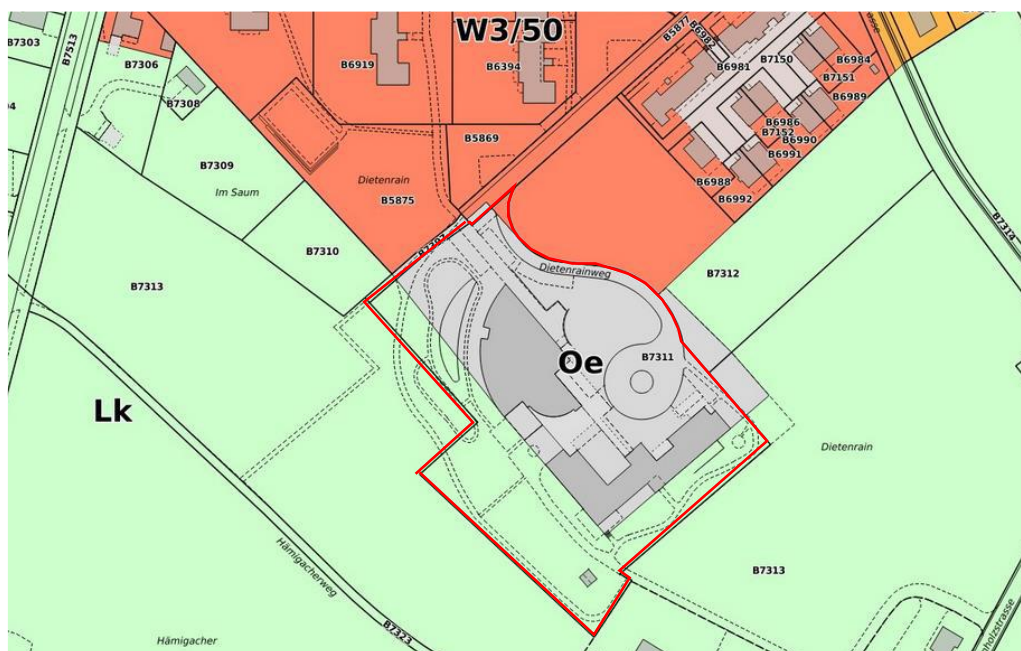 W3/50
B7303
B7513
B7306
B6919
B6394
B5877
B6982
B6981
B7150
B6984
B7151
B6989
B7308
B6986
B7152
B6990
B6991
B5869
B7309
Dietenrain
B6988
Im Saum
B5875
B6992
B7314
B7310
Dietenrainweg
B7312
B7313
Oe
B7311
Lk
Dietenrain
Hämigacherweg
B7313
B7323
Hämigacher